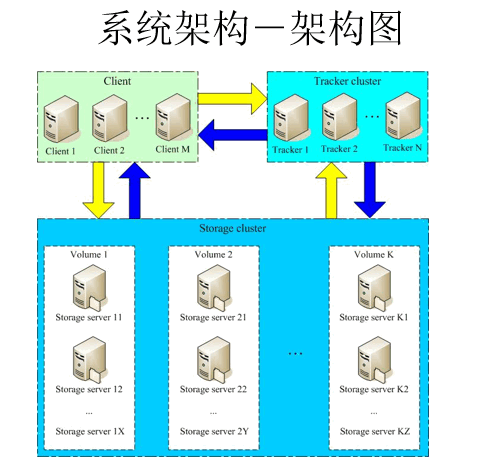 系统架构－架构图
Client
Client 1
Client 2
...
Client M
Tracker cluster
Tracker 1
Tracker 2
...
Tracker N
Storage cluster
Volume 1
Storage server 11
Storage server 12
...
Storage server 1X
Volume 2
Storage server 21
Storage server 22
...
Storage server 2Y
...
Volume K
Storage server K1
Storage server K2
...
Storage server KZ